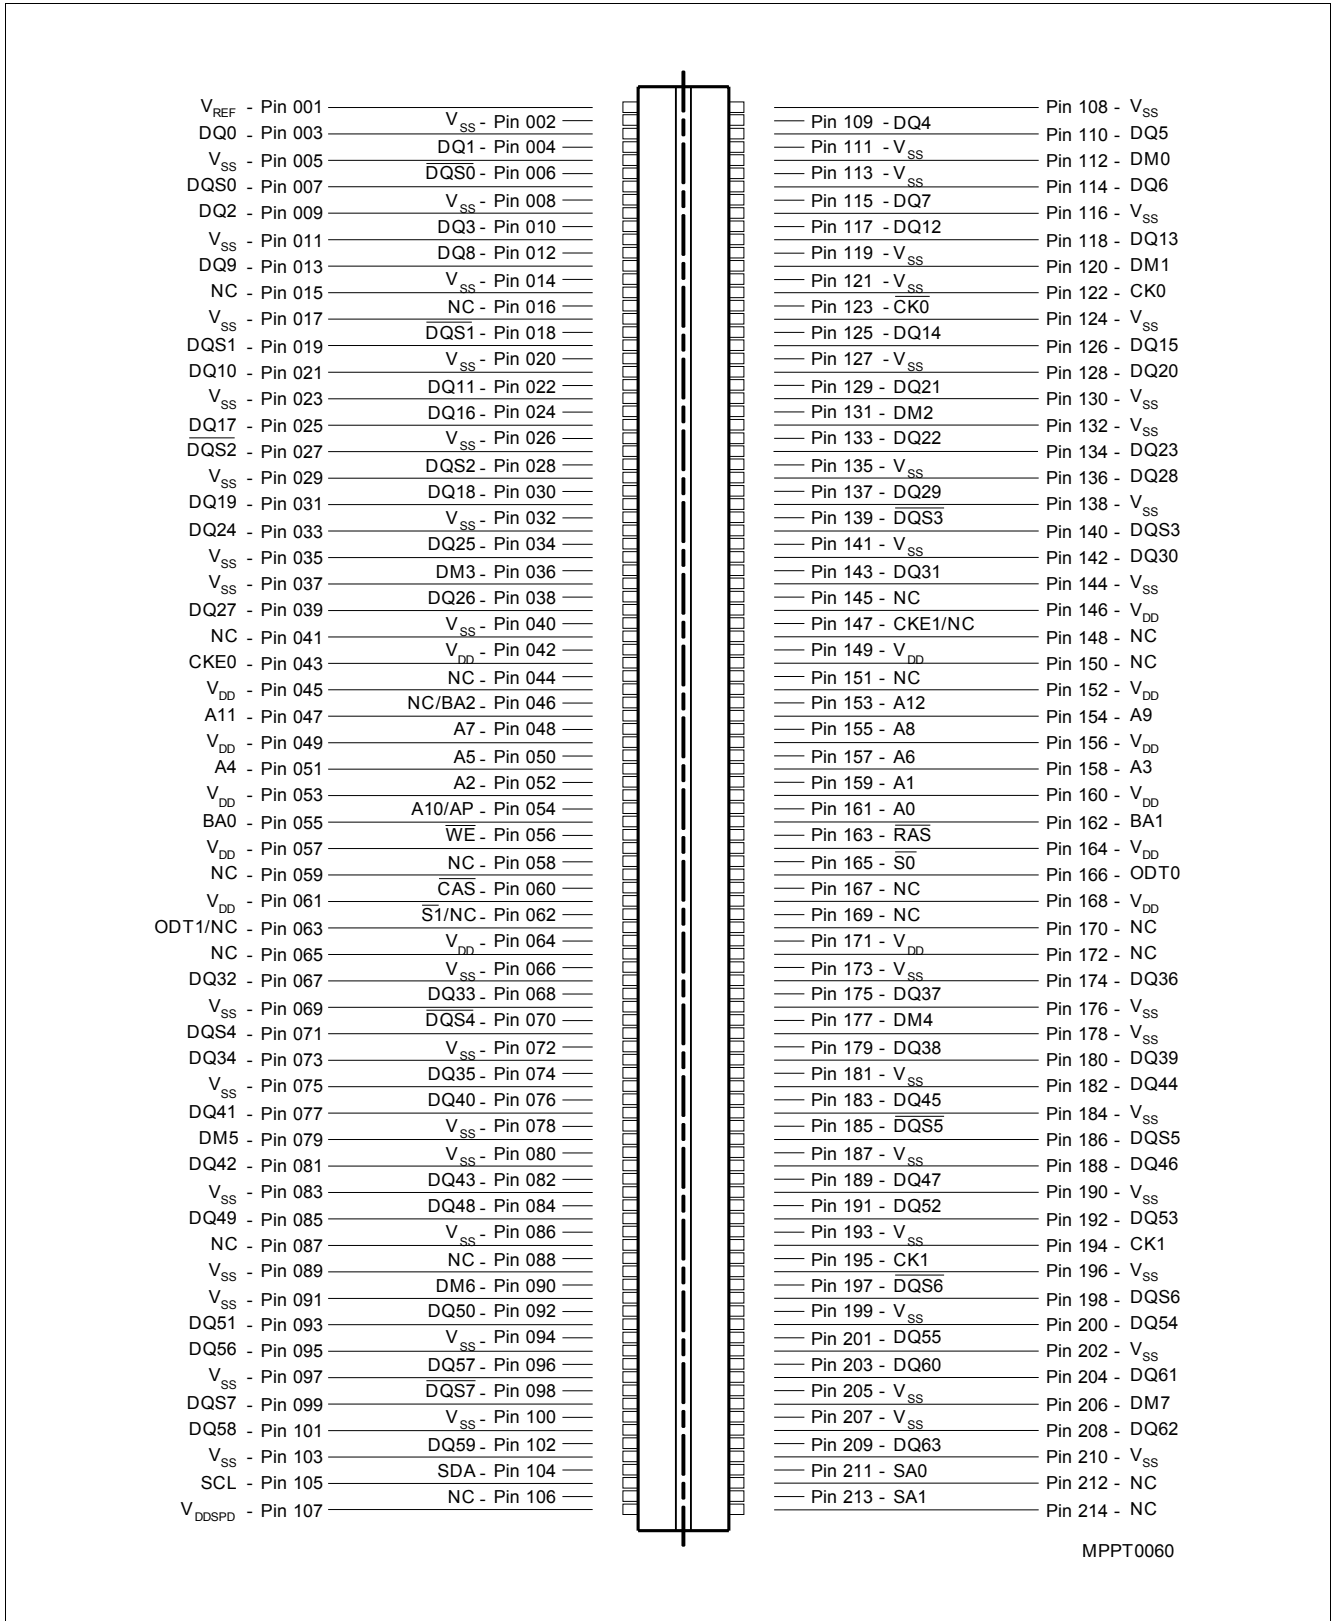 VREF - Pin 001 Pin 108 - VSS
VSS - Pin 002 Pin 109 - DQ4
DQ0 - Pin 003 Pin 110 - DQ5
DQ1 - Pin 004 Pin 111 - VSS
VSS - Pin 005 Pin 112 - DM0
DQS0 - Pin 006 Pin 113 - VSS
DQS0 - Pin 007 Pin 114 - DQ6
VSS - Pin 008 Pin 115 - DQ7
DQ2 - Pin 009 Pin 116 - VSS
DQ3 - Pin 010 Pin 117 - DQ12
VSS - Pin 011 Pin 118 - DQ13
DQ8 - Pin 012 Pin 119 - VSS
DQ9 - Pin 013 Pin 120 - DM1
VSS - Pin 014 Pin 121 - VSS
NC - Pin 015 Pin 122 - CK0
NC - Pin 016 Pin 123 - CK0
VSS - Pin 017 Pin 124 - VSS
DQS1 - Pin 018 Pin 125 - DQ14
DQS1 - Pin 019 Pin 126 - DQ15
VSS - Pin 020 Pin 127 - VSS
DQ10 - Pin 021 Pin 128 - DQ20
DQ11 - Pin 022 Pin 129 - DQ21
VSS - Pin 023 Pin 130 - VSS
DQ16 - Pin 024 Pin 131 - DM2
DQ17 - Pin 025 Pin 132 - VSS
VSS - Pin 026 Pin 133 - DQ22
DQS2 - Pin 027 Pin 134 - DQ23
DQS2 - Pin 028 Pin 135 - VSS
VSS - Pin 029 Pin 136 - DQ28
DQ18 - Pin 030 Pin 137 - DQ29
DQ19 - Pin 031 Pin 138 - VSS
VSS - Pin 032 Pin 139 - DQS3
DQ24 - Pin 033 Pin 140 - DQS3
DQ25 - Pin 034 Pin 141 - VSS
VSS - Pin 035 Pin 142 - DQ30
DM3 - Pin 036 Pin 143 - DQ31
VSS - Pin 037 Pin 144 - VSS
DQ26 - Pin 038 Pin 145 - NC
DQ27 - Pin 039 Pin 146 - VDD
VSS - Pin 040 Pin 147 - CKE1/NC
NC - Pin 041 Pin 148 - NC
VDD - Pin 042 Pin 149 - VDD
CKE0 - Pin 043 Pin 150 - NC
NC - Pin 044 Pin 151 - NC
VDD - Pin 045 Pin 152 - VDD
NC/BA2 - Pin 046 Pin 153 - A12
A11 - Pin 047 Pin 154 - A9
A7 - Pin 048 Pin 155 - A8
VDD - Pin 049 Pin 156 - VDD
A5 - Pin 050 Pin 157 - A6
A4 - Pin 051 Pin 158 - A3
A2 - Pin 052 Pin 159 - A1
VDD - Pin 053 Pin 160 - VDD
A10/AP - Pin 054 Pin 161 - A0
BA0 - Pin 055 Pin 162 - BA1
WE - Pin 056 Pin 163 - RAS
VDD - Pin 057 Pin 164 - VDD
NC - Pin 058 Pin 165 - S0
NC - Pin 059 Pin 166 - ODT0
CAS - Pin 060 Pin 167 - NC
VDD - Pin 061 Pin 168 - VDD
S1/NC - Pin 062 Pin 169 - NC
ODT1/NC - Pin 063 Pin 170 - NC
VDD - Pin 064 Pin 171 - VDD
NC - Pin 065 Pin 172 - NC
VSS - Pin 066 Pin 173 - VSS
DQ32 - Pin 067 Pin 174 - DQ36
DQ33 - Pin 068 Pin 175 - DQ37
VSS - Pin 069 Pin 176 - VSS
DQS4 - Pin 070 Pin 177 - DM4
DQS4 - Pin 071 Pin 178 - VSS
VSS - Pin 072 Pin 179 - DQ38
DQ34 - Pin 073 Pin 180 - DQ39
DQ35 - Pin 074 Pin 181 - VSS
VSS - Pin 075 Pin 182 - DQ44
DQ40 - Pin 076 Pin 183 - DQ45
DQ41 - Pin 077 Pin 184 - VSS
VSS - Pin 078 Pin 185 - DQS5
DM5 - Pin 079 Pin 186 - DQS5
VSS - Pin 080 Pin 187 - VSS
DQ42 - Pin 081 Pin 188 - DQ46
DQ43 - Pin 082 Pin 189 - DQ47
VSS - Pin 083 Pin 190 - VSS
DQ48 - Pin 084 Pin 191 - DQ52
DQ49 - Pin 085 Pin 192 - DQ53
VSS - Pin 086 Pin 193 - VSS
NC - Pin 087 Pin 194 - CK1
NC - Pin 088 Pin 195 - CK1
VSS - Pin 089 Pin 196 - VSS
DM6 - Pin 090 Pin 197 - DQS6
VSS - Pin 091 Pin 198 - DQS6
DQ50 - Pin 092 Pin 199 - VSS
DQ51 - Pin 093 Pin 200 - DQ54
VSS - Pin 094 Pin 201 - DQ55
DQ56 - Pin 095 Pin 202 - VSS
DQ57 - Pin 096 Pin 203 - DQ60
VSS - Pin 097 Pin 204 - DQ61
DQS7 - Pin 098 Pin 205 - VSS
DQS7 - Pin 099 Pin 206 - DM7
VSS - Pin 100 Pin 207 - VSS
DQ58 - Pin 101 Pin 208 - DQ62
DQ59 - Pin 102 Pin 209 - DQ63
VSS - Pin 103 Pin 210 - VSS
SDA - Pin 104 Pin 211 - SA0
SCL - Pin 105 Pin 212 - NC
NC - Pin 106 Pin 213 - SA1
VDDSPD - Pin 107 Pin 214 - NC
MPPT0060